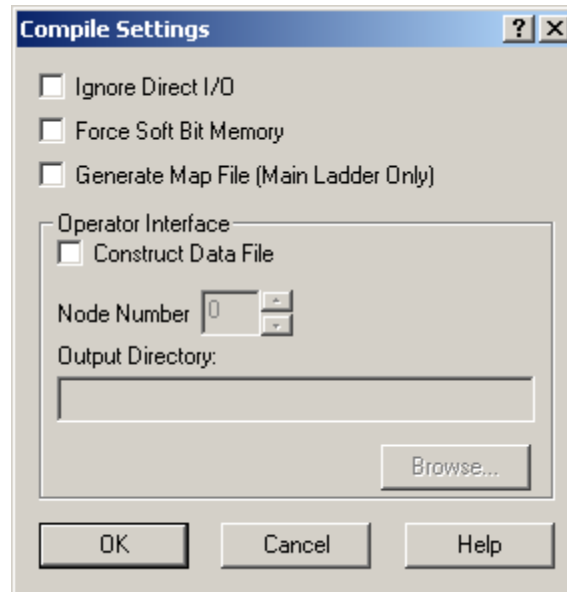 Compile Settings
Ignore Direct I/O
Force Soft Bit Memory
Generate Map File (Main Ladder Only)
Operator Interface
Construct Data File
Node Number 0
Output Directory:
Browse...
OK Cancel Help